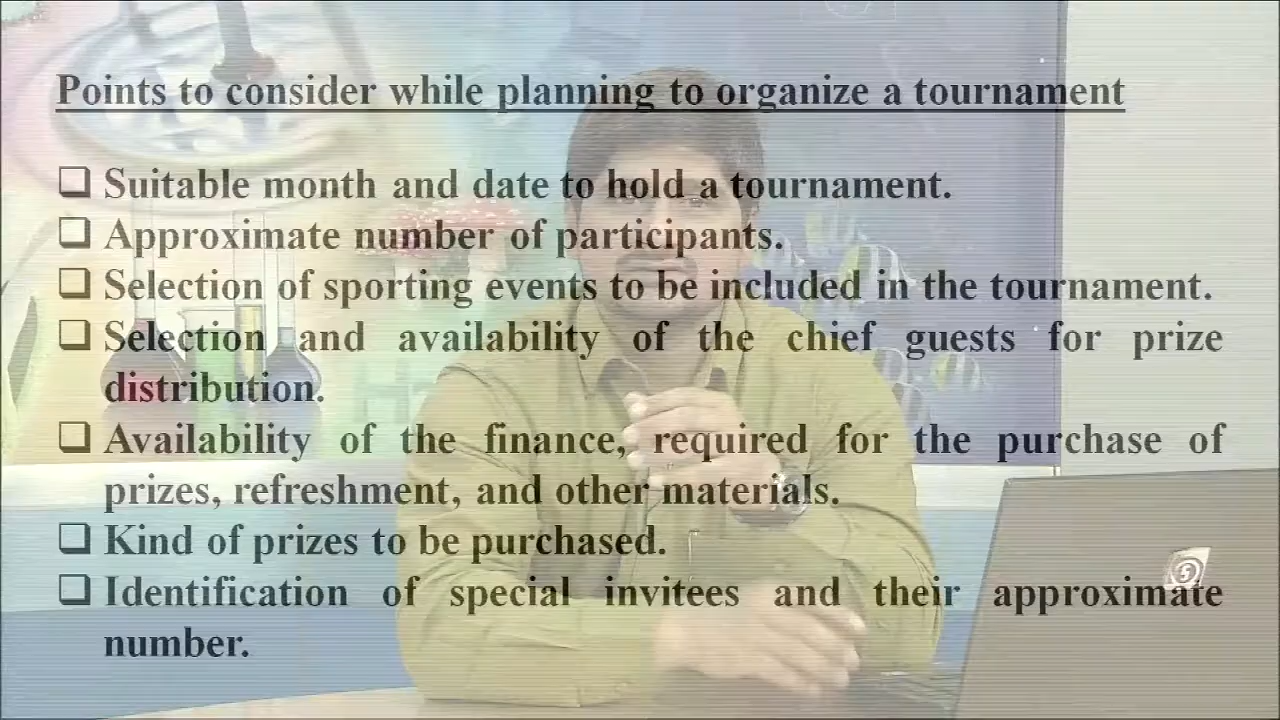 Points to consider while planning to organize a tournament
❑ Suitable month and date to hold a tournament.
❑ Approximate number of participants.
❑ Selection of sporting events to be included in the tournament.
❑ Selection and availability of the chief guests for prize
distribution.
❑ Availability of the finance, required for the purchase of
prizes, refreshment, and other materials.
❑ Kind of prizes to be purchased.
❑ Identification of special invitees and their approximate
number.